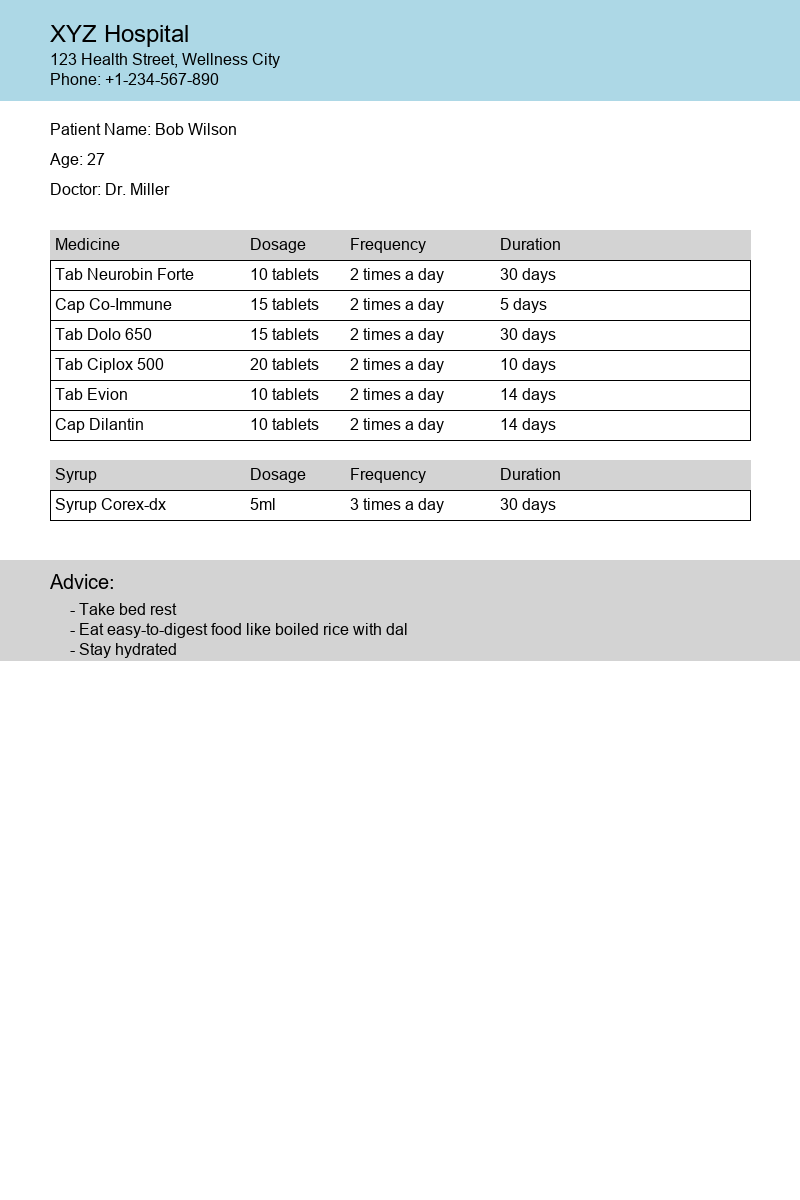 XYZ Hospital
123 Health Street, Wellness City
Phone: +1-234-567-890
Patient Name: Bob Wilson
Age: 27
Doctor: Dr. Miller
Medicine Dosage Frequency Duration
Tab Neurobin Forte 10 tablets 2 times a day 30 days
Cap Co-Immune 15 tablets 2 times a day 5 days
Tab Dolo 650 15 tablets 2 times a day 30 days
Tab Ciplox 500 20 tablets 2 times a day 10 days
Tab Evion 10 tablets 2 times a day 14 days
Cap Dilantin 10 tablets 2 times a day 14 days
Syrup Dosage Frequency Duration
Syrup Corex-dx 5ml 3 times a day 30 days
Advice:
- Take bed rest
- Eat easy-to-digest food like boiled rice with dal
- Stay hydrated